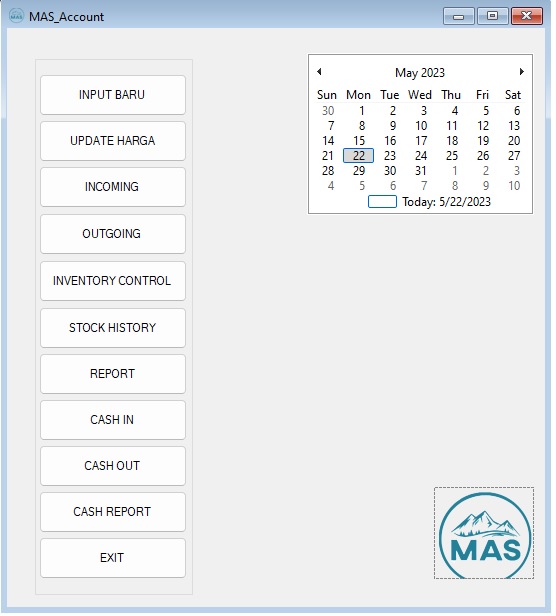 MAS_Account
INPUT BARU
UPDATE HARGA
INCOMING
OUTGOING
INVENTORY CONTROL
STOCK HISTORY
REPORT
CASH IN
CASH OUT
CASH REPORT
EXIT
May 2023
Sun Mon Tue Wed Thu Fri Sat
30 1 2 3 4 5 6
7 8 9 10 11 12 13
14 15 16 17 18 19 20
21 22 23 24 25 26 27
28 29 30 31 1 2 3
4 5 6 7 8 9 10
Today: 5/22/2023
MAS